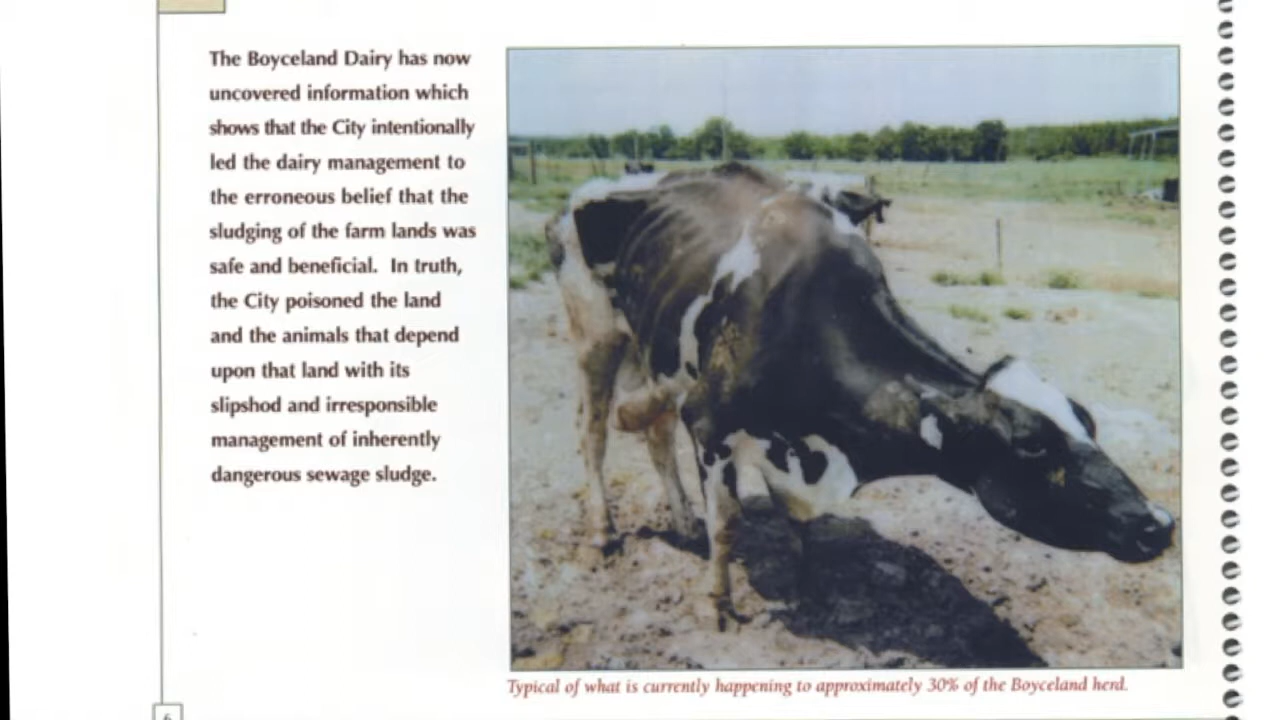 The Boyceland Dairy has now
uncovered information which
shows that the City intentionally
led the dairy management to
the erroneous belief that the
sludging of the farm lands was
safe and beneficial.  In truth,
the City poisoned the land
and the animals that depend
upon that land with its
slipshod and irresponsible
management of inherently
dangerous sewage sludge.
Typical of what is currently happening to approximately 30% of the Boyceland herd.